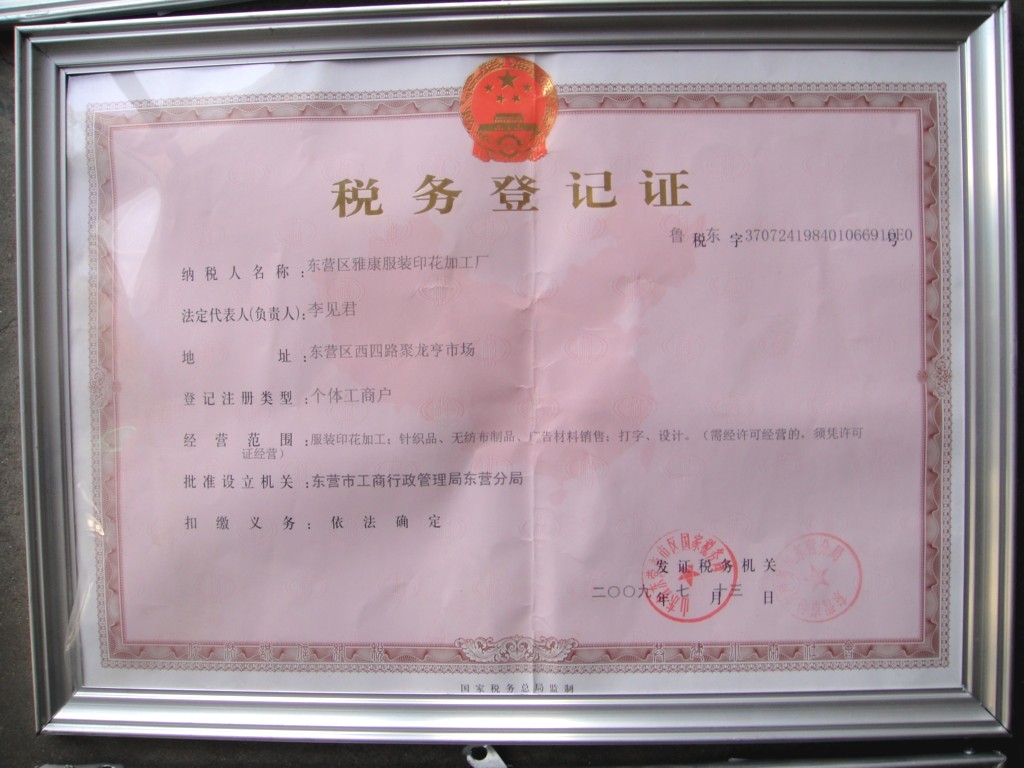 税务登记证
鲁 税 东 字370724198401066916E0号
纳税人名称：东营区雅康服装印花加工厂
法定代表人(负责人)：李见君
地址：东营区西四路聚龙亨市场
登记注册类型：个体工商户
经营范围：服装印花加工；针织品、无纺布制品、广告材料销售；打字、设计。（需经许可经营的，须凭许可
证经营）
批准设立机关：东营市工商行政管理局东营分局
扣缴义务：依法确定
发证税务机关
二〇〇九年七月十三日
国家税务总局监制